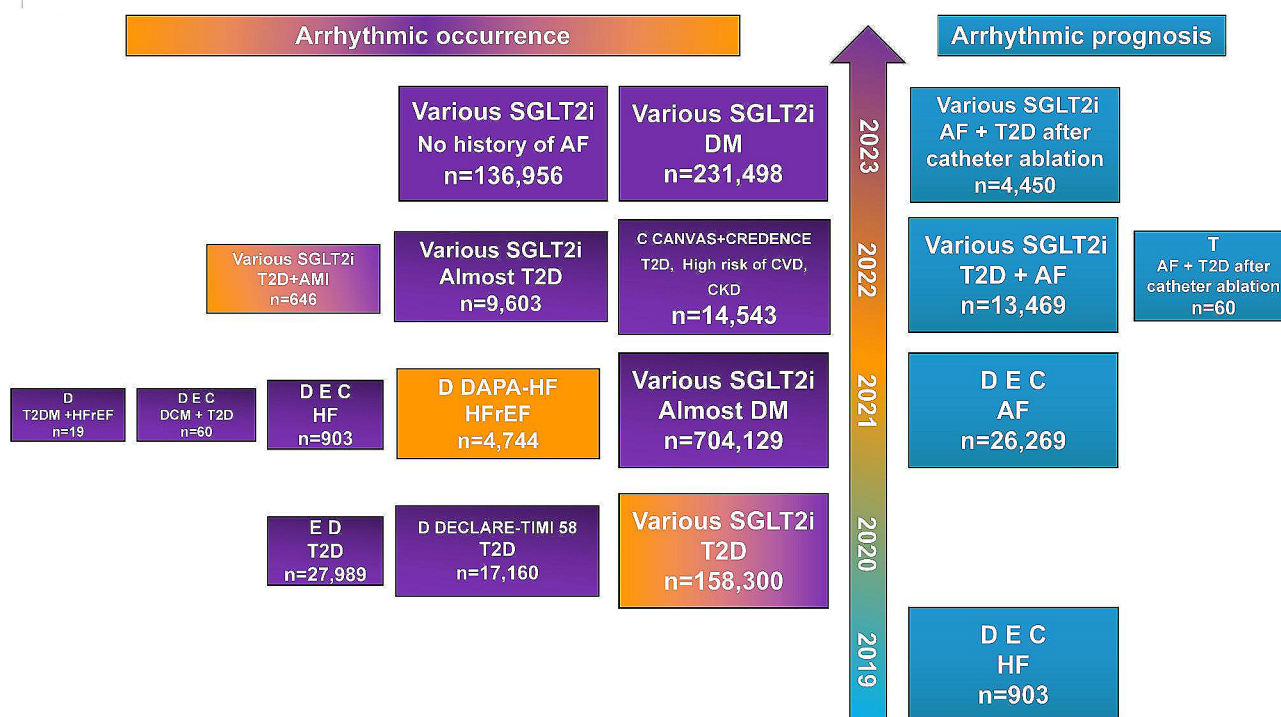 Arrhythmic occurrence
Arrhythmic prognosis
Various SGLT2i
No history of AF
n=136,956
Various SGLT2i
DM
n=231,498
2023
Various SGLT2i
AF + T2D after
catheter ablation
n=4,450
Various SGLT2i
T2D+AMI
n=646
Various SGLT2i
Almost T2D
n=9,603
C CANVAS+CREDENCE
T2D, High risk of CVD,
CKD
n=14,543
2022
Various SGLT2i
T2D + AF
n=13,469
T
AF + T2D after
catheter ablation
n=60
D
T2DM +HFrEF
n=19
D E C
DCM + T2D
n=60
D E C
HF
n=903
D DAPA-HF
HFrEF
n=4,744
Various SGLT2i
Almost DM
n=704,129
2021
D E C
AF
n=26,269
E D
T2D
n=27,989
D DECLARE-TIMI 58
T2D
n=17,160
Various SGLT2i
T2D
n=158,300
2020
2019
D E C
HF
n=903